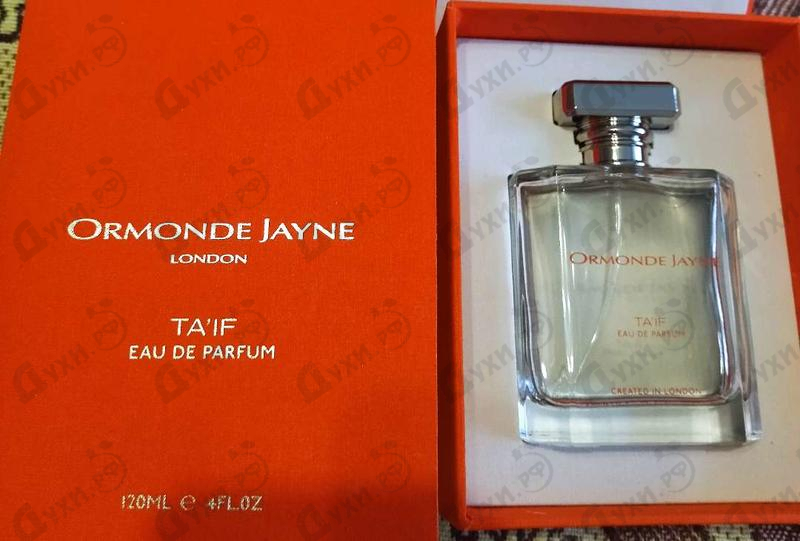 ORMONDE JAYNE
LONDON
TA'IF
EAU DE PARFUM
120ML e 4FL.OZ
ORMONDE JAYNE
TA'IF
EAU DE PARFUM
CREATED IN LONDON
Духи.РФ